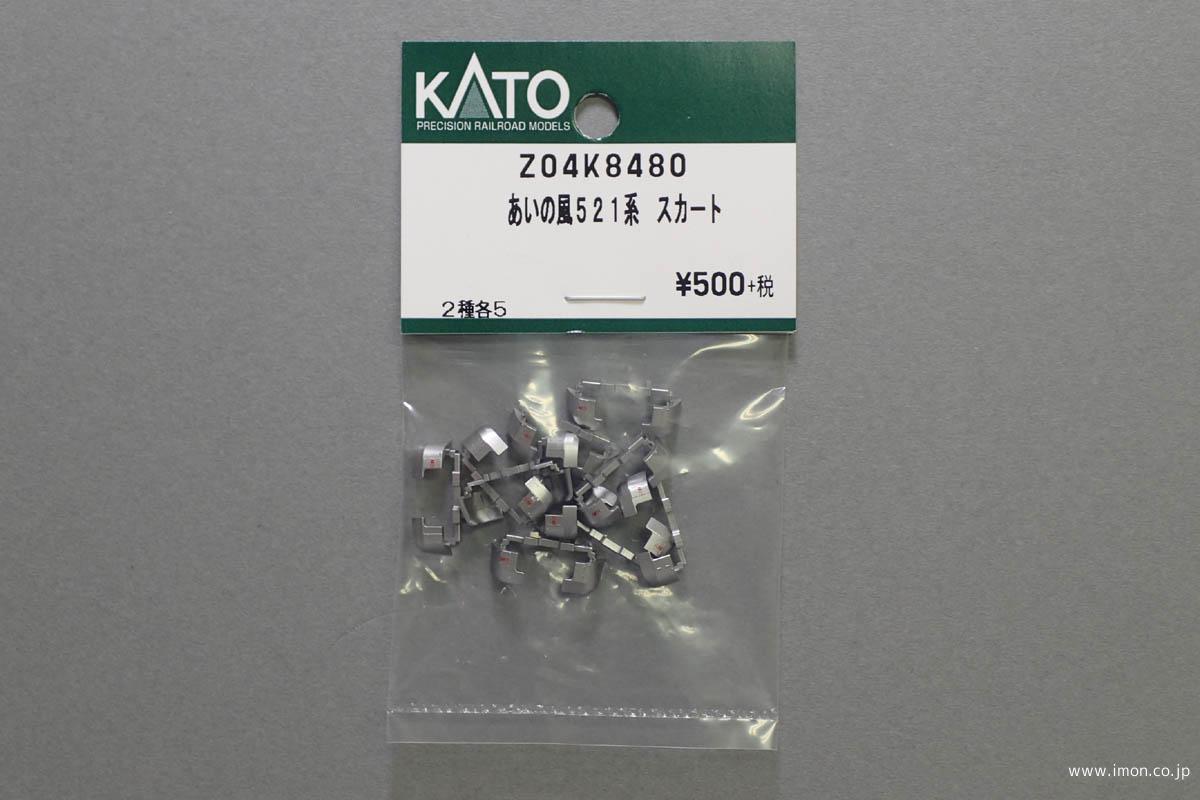 KATO
PRECISION RAILROAD MODELS
Z04K8480
あいの風521系 スカート
¥500+税
2種各5
www.imon.co.jp